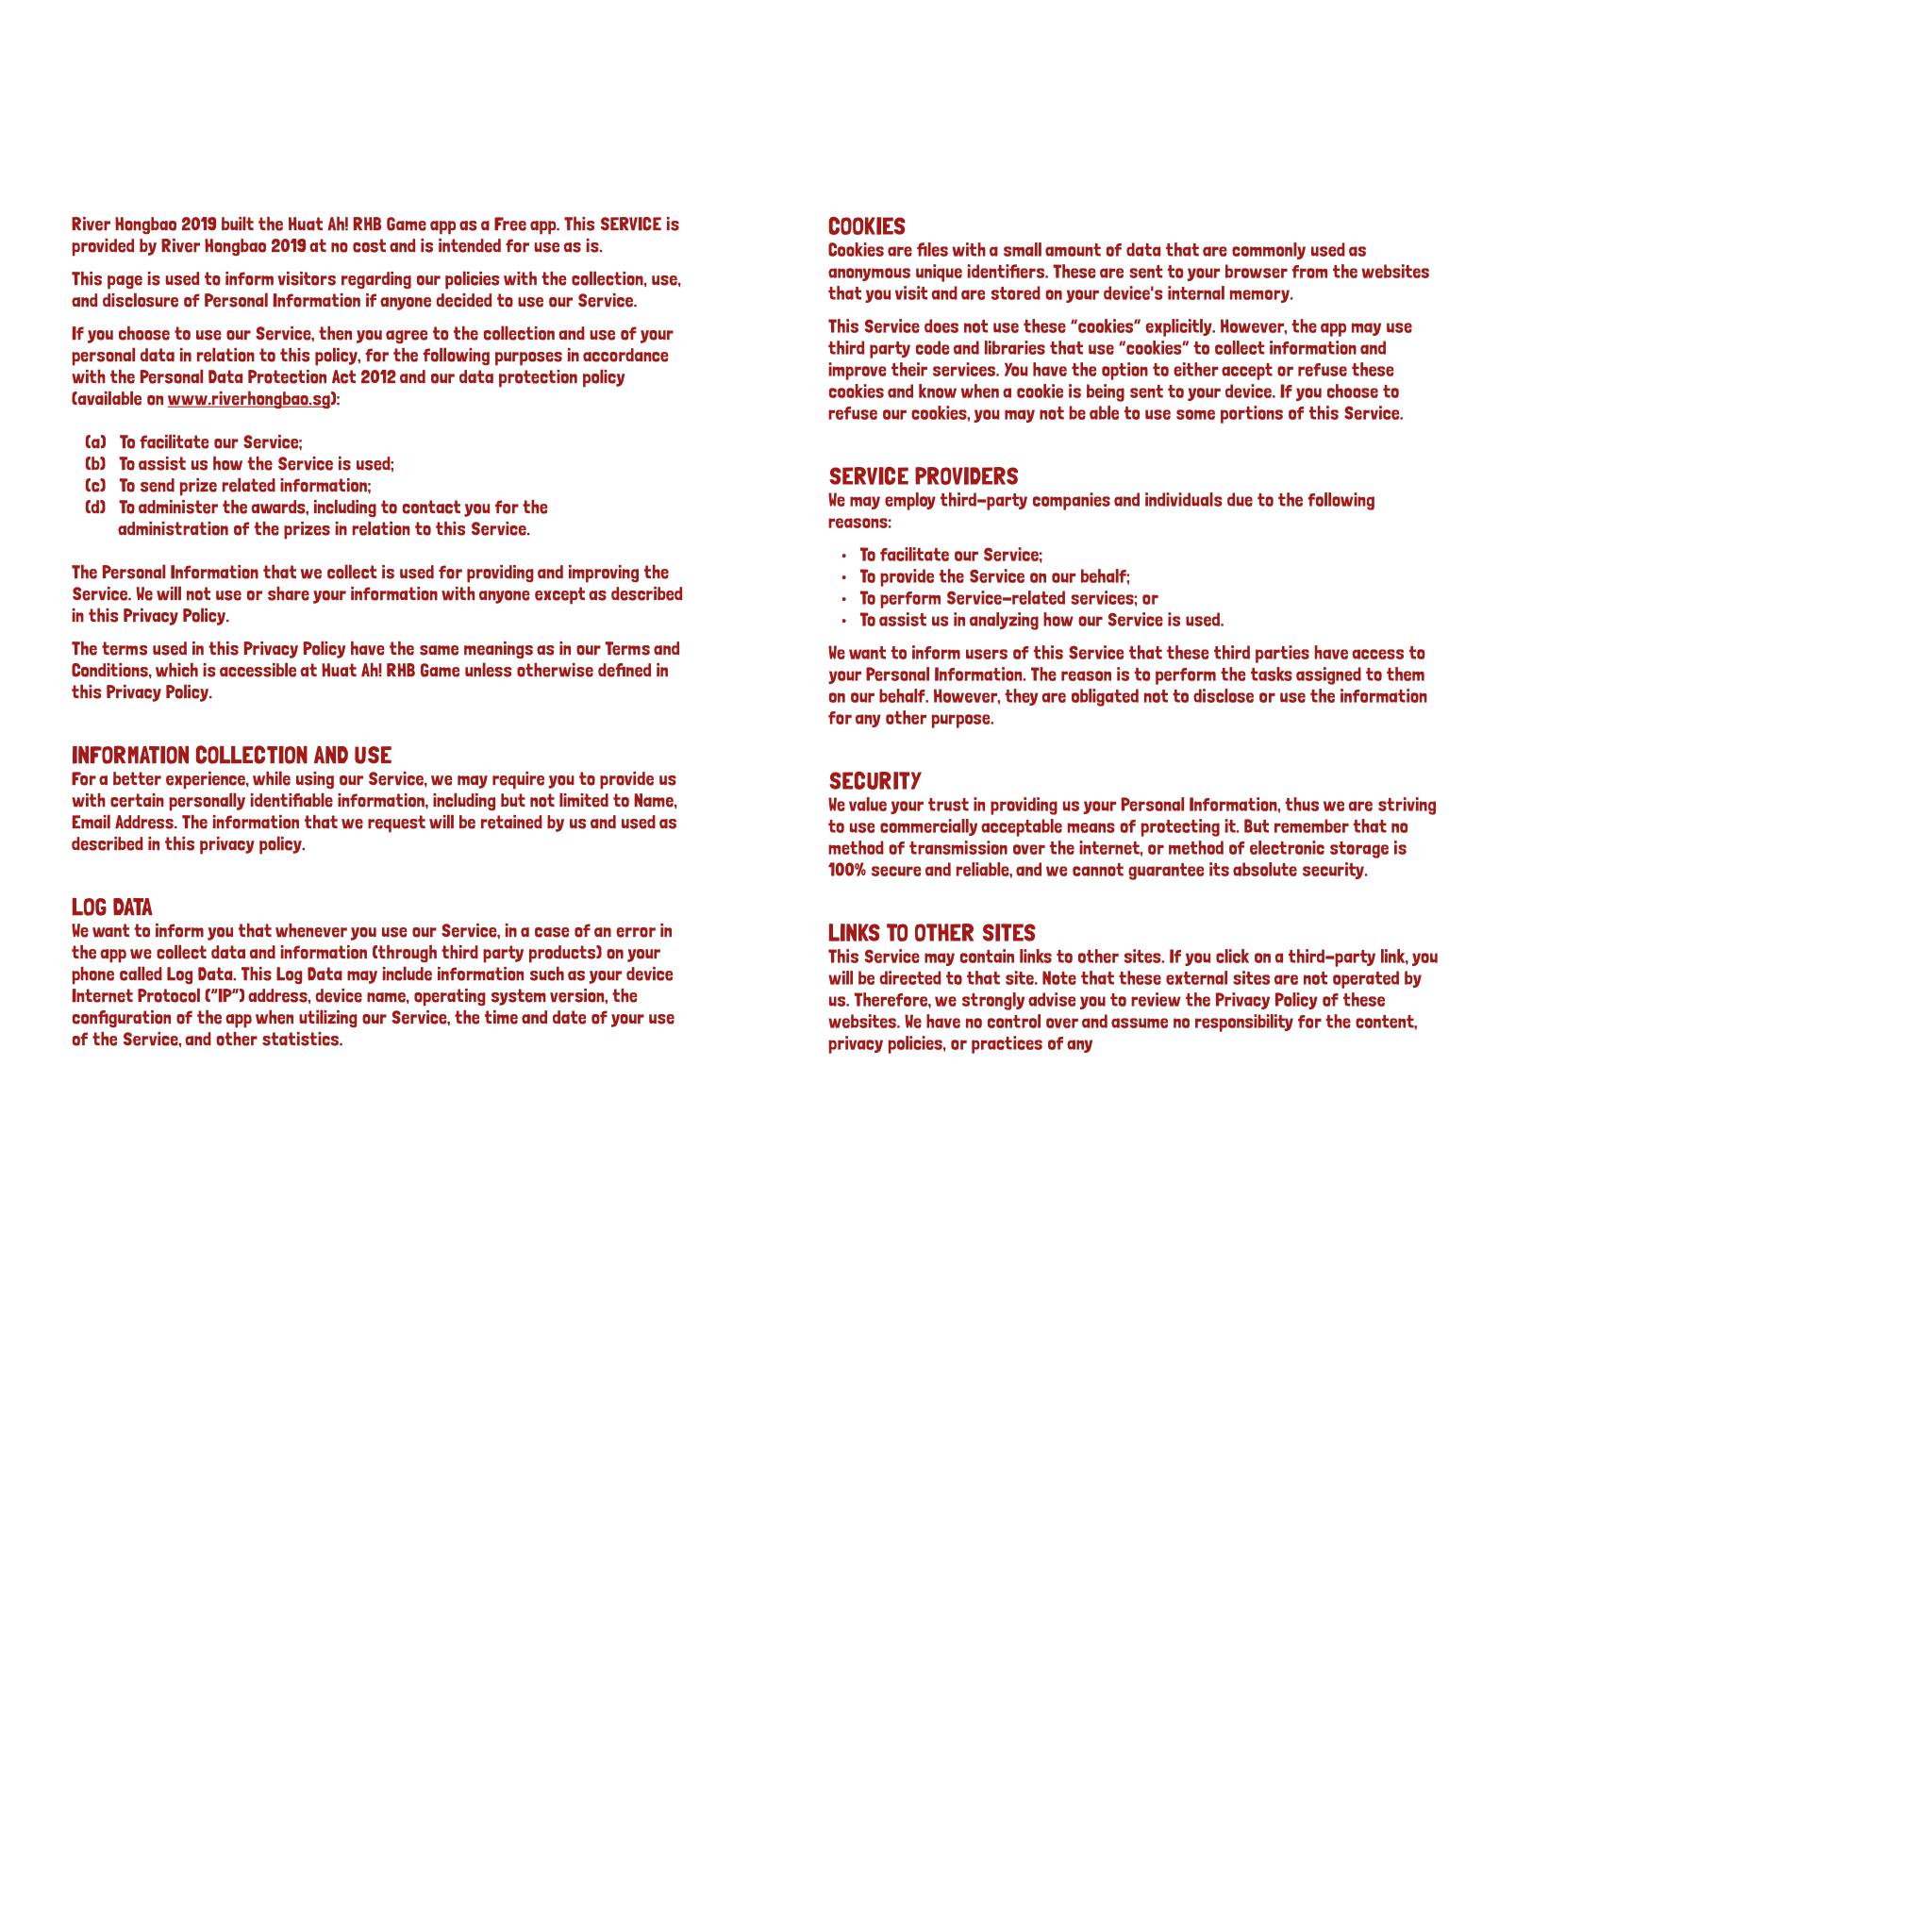 River Hongbao 2019 built the Huat Ah! RHB Game app as a Free app. This SERVICE is
provided by River Hongbao 2019 at no cost and is intended for use as is.
This page is used to inform visitors regarding our policies with the collection, use,
and disclosure of Personal Information if anyone decided to use our Service.
If you choose to use our Service, then you agree to the collection and use of your
personal data in relation to this policy, for the following purposes in accordance
with the Personal Data Protection Act 2012 and our data protection policy
(available on www.riverhongbao.sg):
(a) To facilitate our Service;
(b) To assist us how the Service is used;
(c) To send prize related information;
(d) To administer the awards, including to contact you for the
administration of the prizes in relation to this Service.
The Personal Information that we collect is used for providing and improving the
Service. We will not use or share your information with anyone except as described
in this Privacy Policy.
The terms used in this Privacy Policy have the same meanings as in our Terms and
Conditions, which is accessible at Huat Ah! RHB Game unless otherwise defined in
this Privacy Policy.
INFORMATION COLLECTION AND USE
For a better experience, while using our Service, we may require you to provide us
with certain personally identifiable information, including but not limited to Name,
Email Address. The information that we request will be retained by us and used as
described in this privacy policy.
LOG DATA
We want to inform you that whenever you use our Service, in a case of an error in
the app we collect data and information (through third party products) on your
phone called Log Data. This Log Data may include information such as your device
Internet Protocol ("IP") address, device name, operating system version, the
configuration of the app when utilizing our Service, the time and date of your use
of the Service, and other statistics.
COOKIES
Cookies are files with a small amount of data that are commonly used as
anonymous unique identifiers. These are sent to your browser from the websites
that you visit and are stored on your device's internal memory.
This Service does not use these "cookies" explicitly. However, the app may use
third party code and libraries that use "cookies" to collect information and
improve their services. You have the option to either accept or refuse these
cookies and know when a cookie is being sent to your device. If you choose to
refuse our cookies, you may not be able to use some portions of this Service.
SERVICE PROVIDERS
We may employ third-party companies and individuals due to the following
reasons:
• To facilitate our Service;
• To provide the Service on our behalf;
• To perform Service-related services; or
• To assist us in analyzing how our Service is used.
We want to inform users of this Service that these third parties have access to
your Personal Information. The reason is to perform the tasks assigned to them
on our behalf. However, they are obligated not to disclose or use the information
for any other purpose.
SECURITY
We value your trust in providing us your Personal Information, thus we are striving
to use commercially acceptable means of protecting it. But remember that no
method of transmission over the internet, or method of electronic storage is
100% secure and reliable, and we cannot guarantee its absolute security.
LINKS TO OTHER SITES
This Service may contain links to other sites. If you click on a third-party link, you
will be directed to that site. Note that these external sites are not operated by
us. Therefore, we strongly advise you to review the Privacy Policy of these
websites. We have no control over and assume no responsibility for the content,
privacy policies, or practices of any